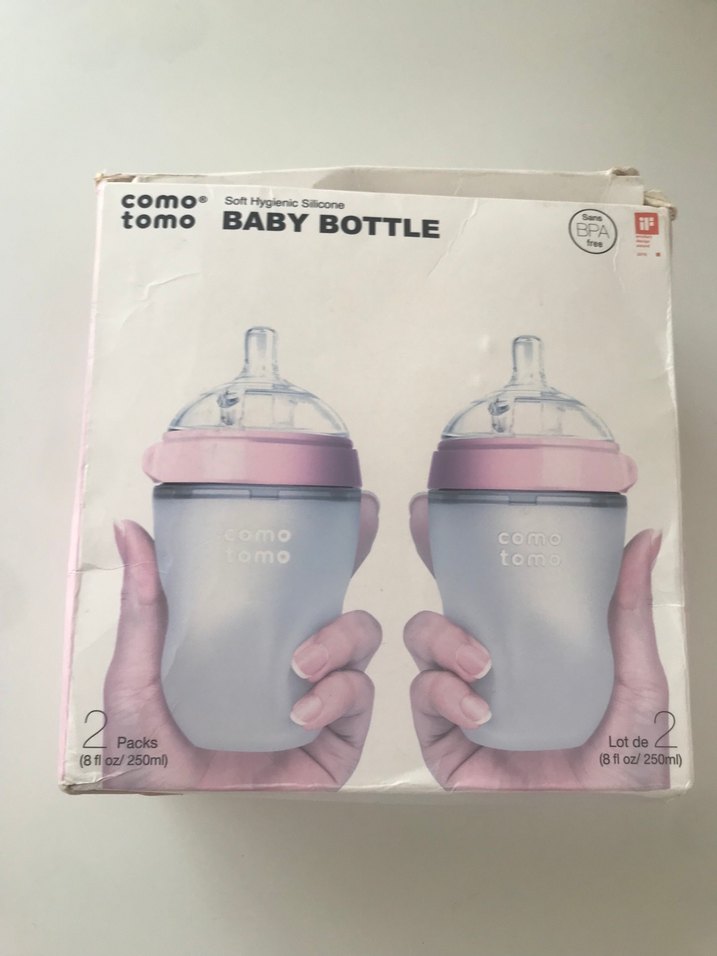 como®
tomo
Soft Hygienic Silicone
BABY BOTTLE
Sans
BPA
free
iF
como
tomo
como
tomo
2 Packs
(8 fl oz/ 250ml)
Lot de 2
(8 fl oz/ 250ml)